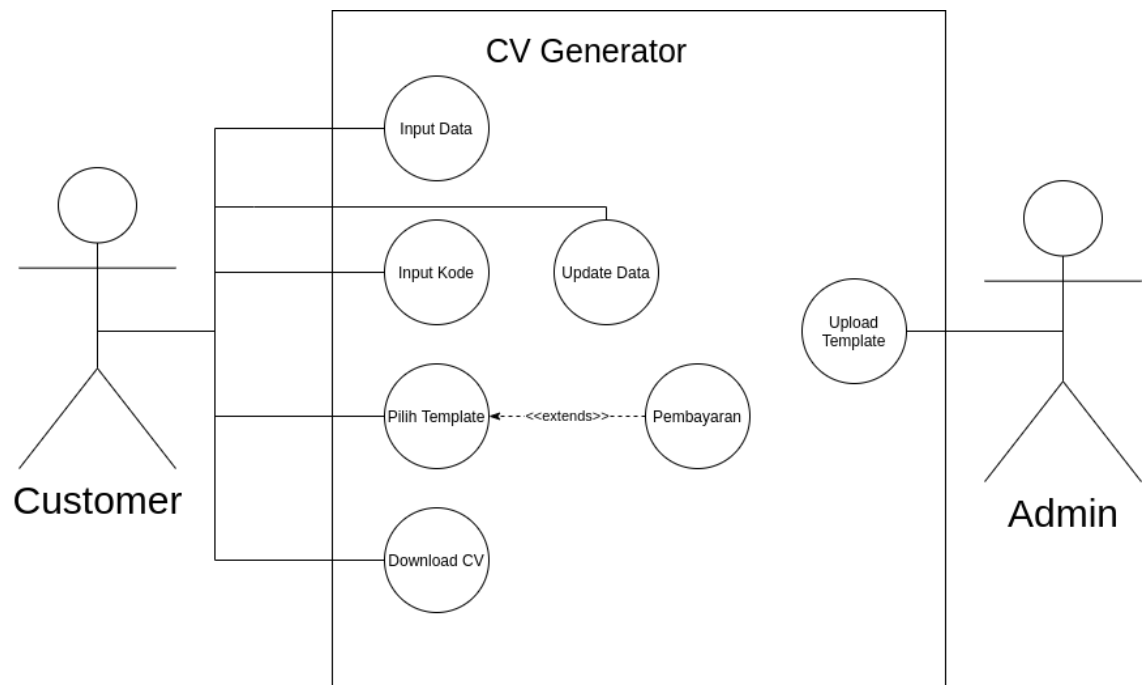 CV Generator
Input Data
Input Kode
Update Data
Upload
Template
Pilih Template
<<extends>>
Pembayaran
Download CV
Customer
Admin